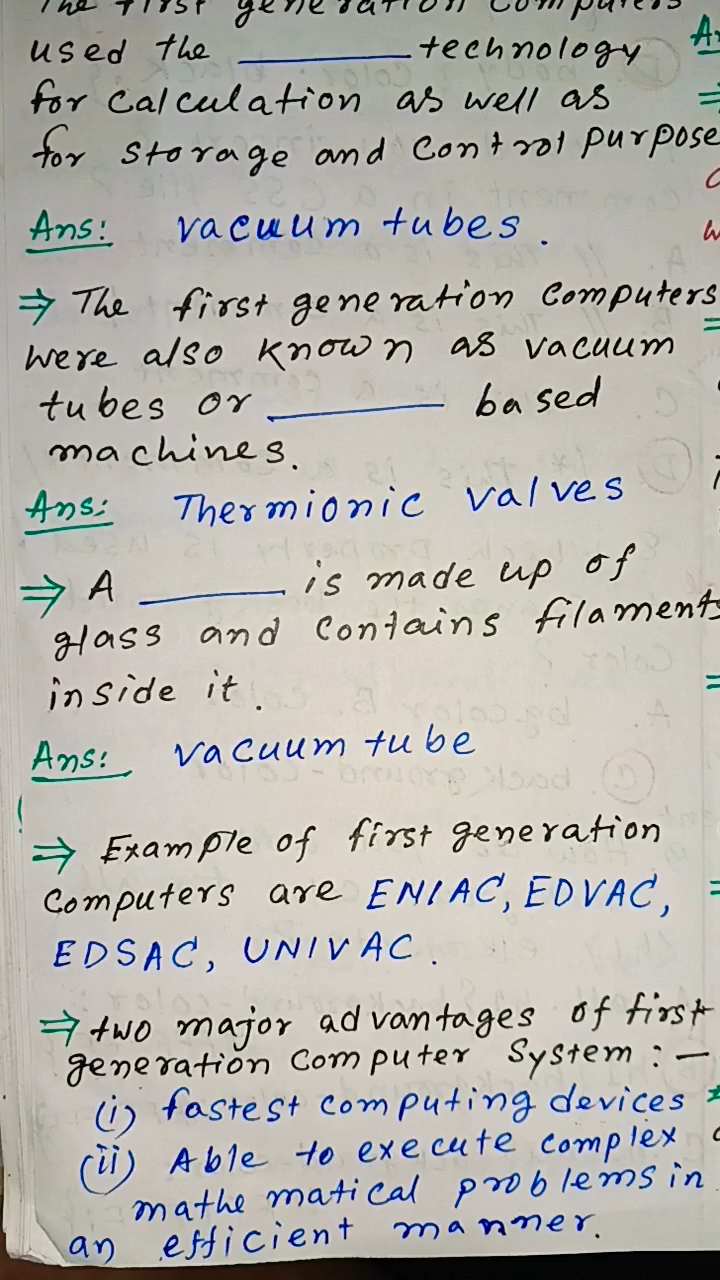 The first generation Computers
used the ________ technology
for Calculation as well as
for storage and Control purpose
Ans: vacuum tubes.
⇒ The first generation Computers
were also known as vacuum
tubes or ________ based
machines.
Ans: Thermionic valves
⇒ A ________ is made up of
glass and Contains filaments
inside it.
Ans: vacuum tube
⇒ Example of first generation
Computers are ENIAC, EDVAC,
EDSAC, UNIVAC.
⇒ two major advantages of first
generation Computer System : —
(i) fastest computing devices
(ii) Able to execute complex
mathematical problems in
an efficient manner.